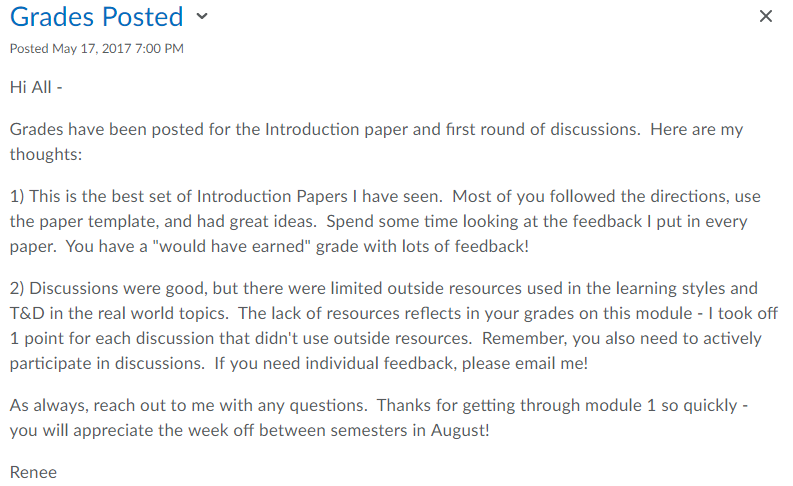 Grades Posted
Posted May 17, 2017 7:00 PM
Hi All -
Grades have been posted for the Introduction paper and first round of discussions.  Here are my
thoughts:
1) This is the best set of Introduction Papers I have seen.  Most of you followed the directions, use
the paper template, and had great ideas.  Spend some time looking at the feedback I put in every
paper.  You have a "would have earned" grade with lots of feedback!
2) Discussions were good, but there were limited outside resources used in the learning styles and
T&D in the real world topics.  The lack of resources reflects in your grades on this module - I took off
1 point for each discussion that didn't use outside resources.  Remember, you also need to actively
participate in discussions.  If you need individual feedback, please email me!
As always, reach out to me with any questions.  Thanks for getting through module 1 so quickly -
you will appreciate the week off between semesters in August!
Renee